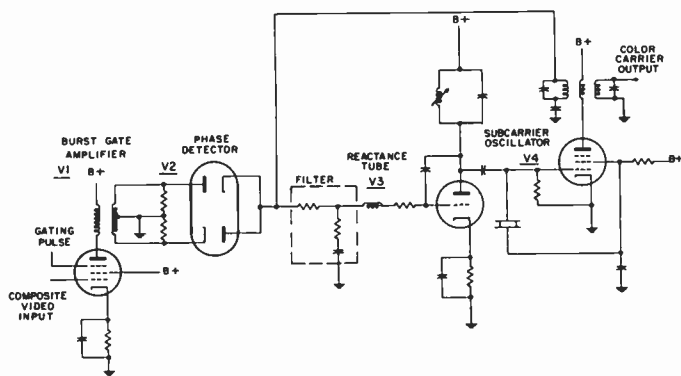 B+
B+
COLOR
CARRIER
OUTPUT
BURST GATE
AMPLIFIER
V1
B+
V2
PHASE
DETECTOR
SUBCARRIER
OSCILLATOR
V4
REACTANCE
TUBE
V3
FILTER
B+
GATING
PULSE
B+
COMPOSITE
VIDEO
INPUT